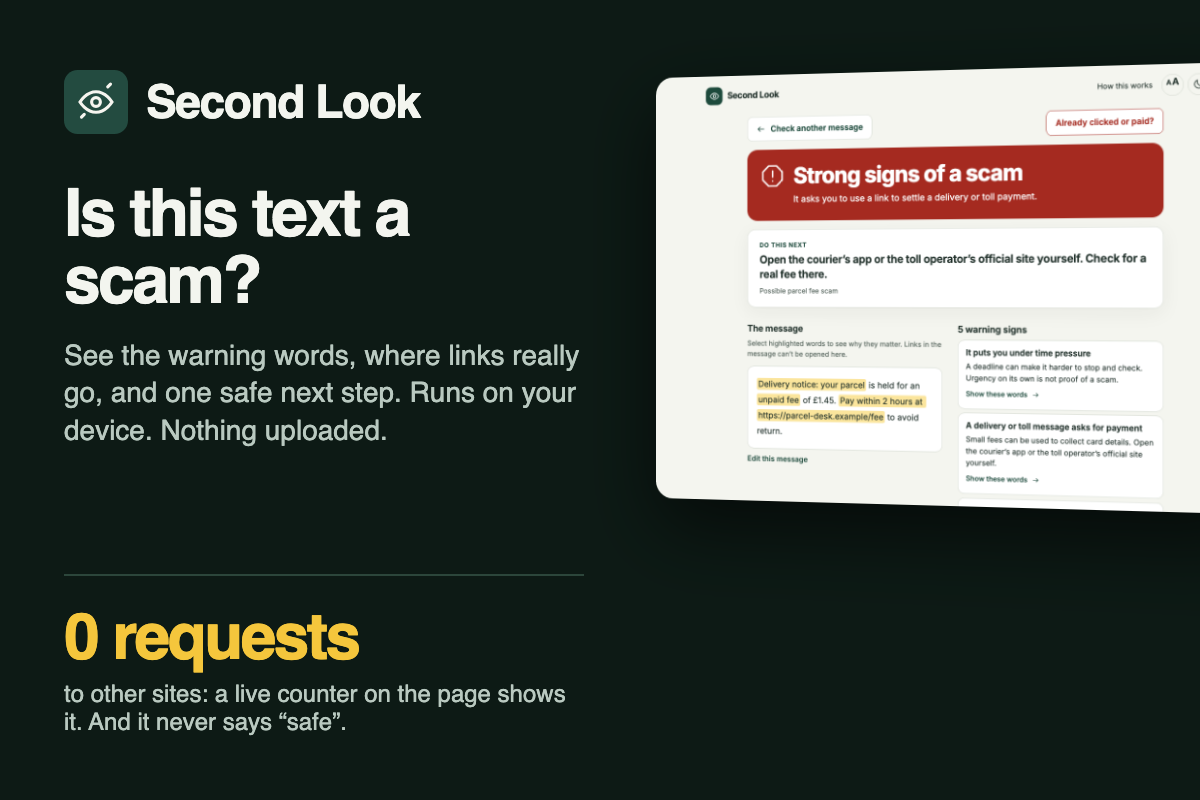 Second Look
Is this text a
scam?
See the warning words, where links really
go, and one safe next step. Runs on your
device. Nothing uploaded.
0 requests
to other sites: a live counter on the page shows
it. And it never says “safe”.
Second Look
How this works
AA
← Check another message
Already clicked or paid?
Strong signs of a scam
It asks you to use a link to settle a delivery or toll payment.
DO THIS NEXT
Open the courier’s app or the toll operator’s official site yourself. Check for a
real fee there.
Possible parcel fee scam
The message
Select highlighted words to see why they matter. Links in the
message can’t be opened here.
Delivery notice: your parcel is held for an
unpaid fee of £1.45. Pay within 2 hours at
https://parcel-desk.example/fee to avoid
return.
Edit this message
5 warning signs
It puts you under time pressure
A deadline can make it harder to stop and check.
Urgency on its own is not proof of a scam.
Show these words →
A delivery or toll message asks for payment
Small fees can be used to collect card details. Open
the courier’s app or the toll operator’s official site
yourself.
Show these words →